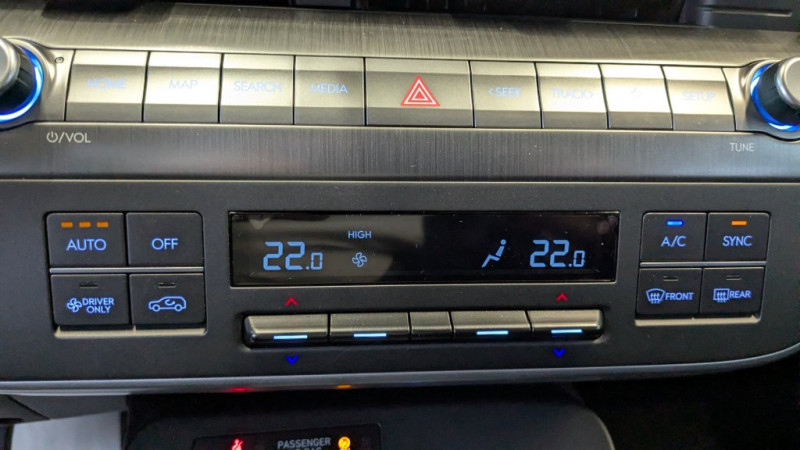 HOME MAP SEARCH MEDIA < SEEK TRACK > SETUP
⏻/VOL TUNE
AUTO OFF
HIGH
A/C SYNC
22.0 22.0
DRIVER ONLY
FRONT REAR
PASSENGER